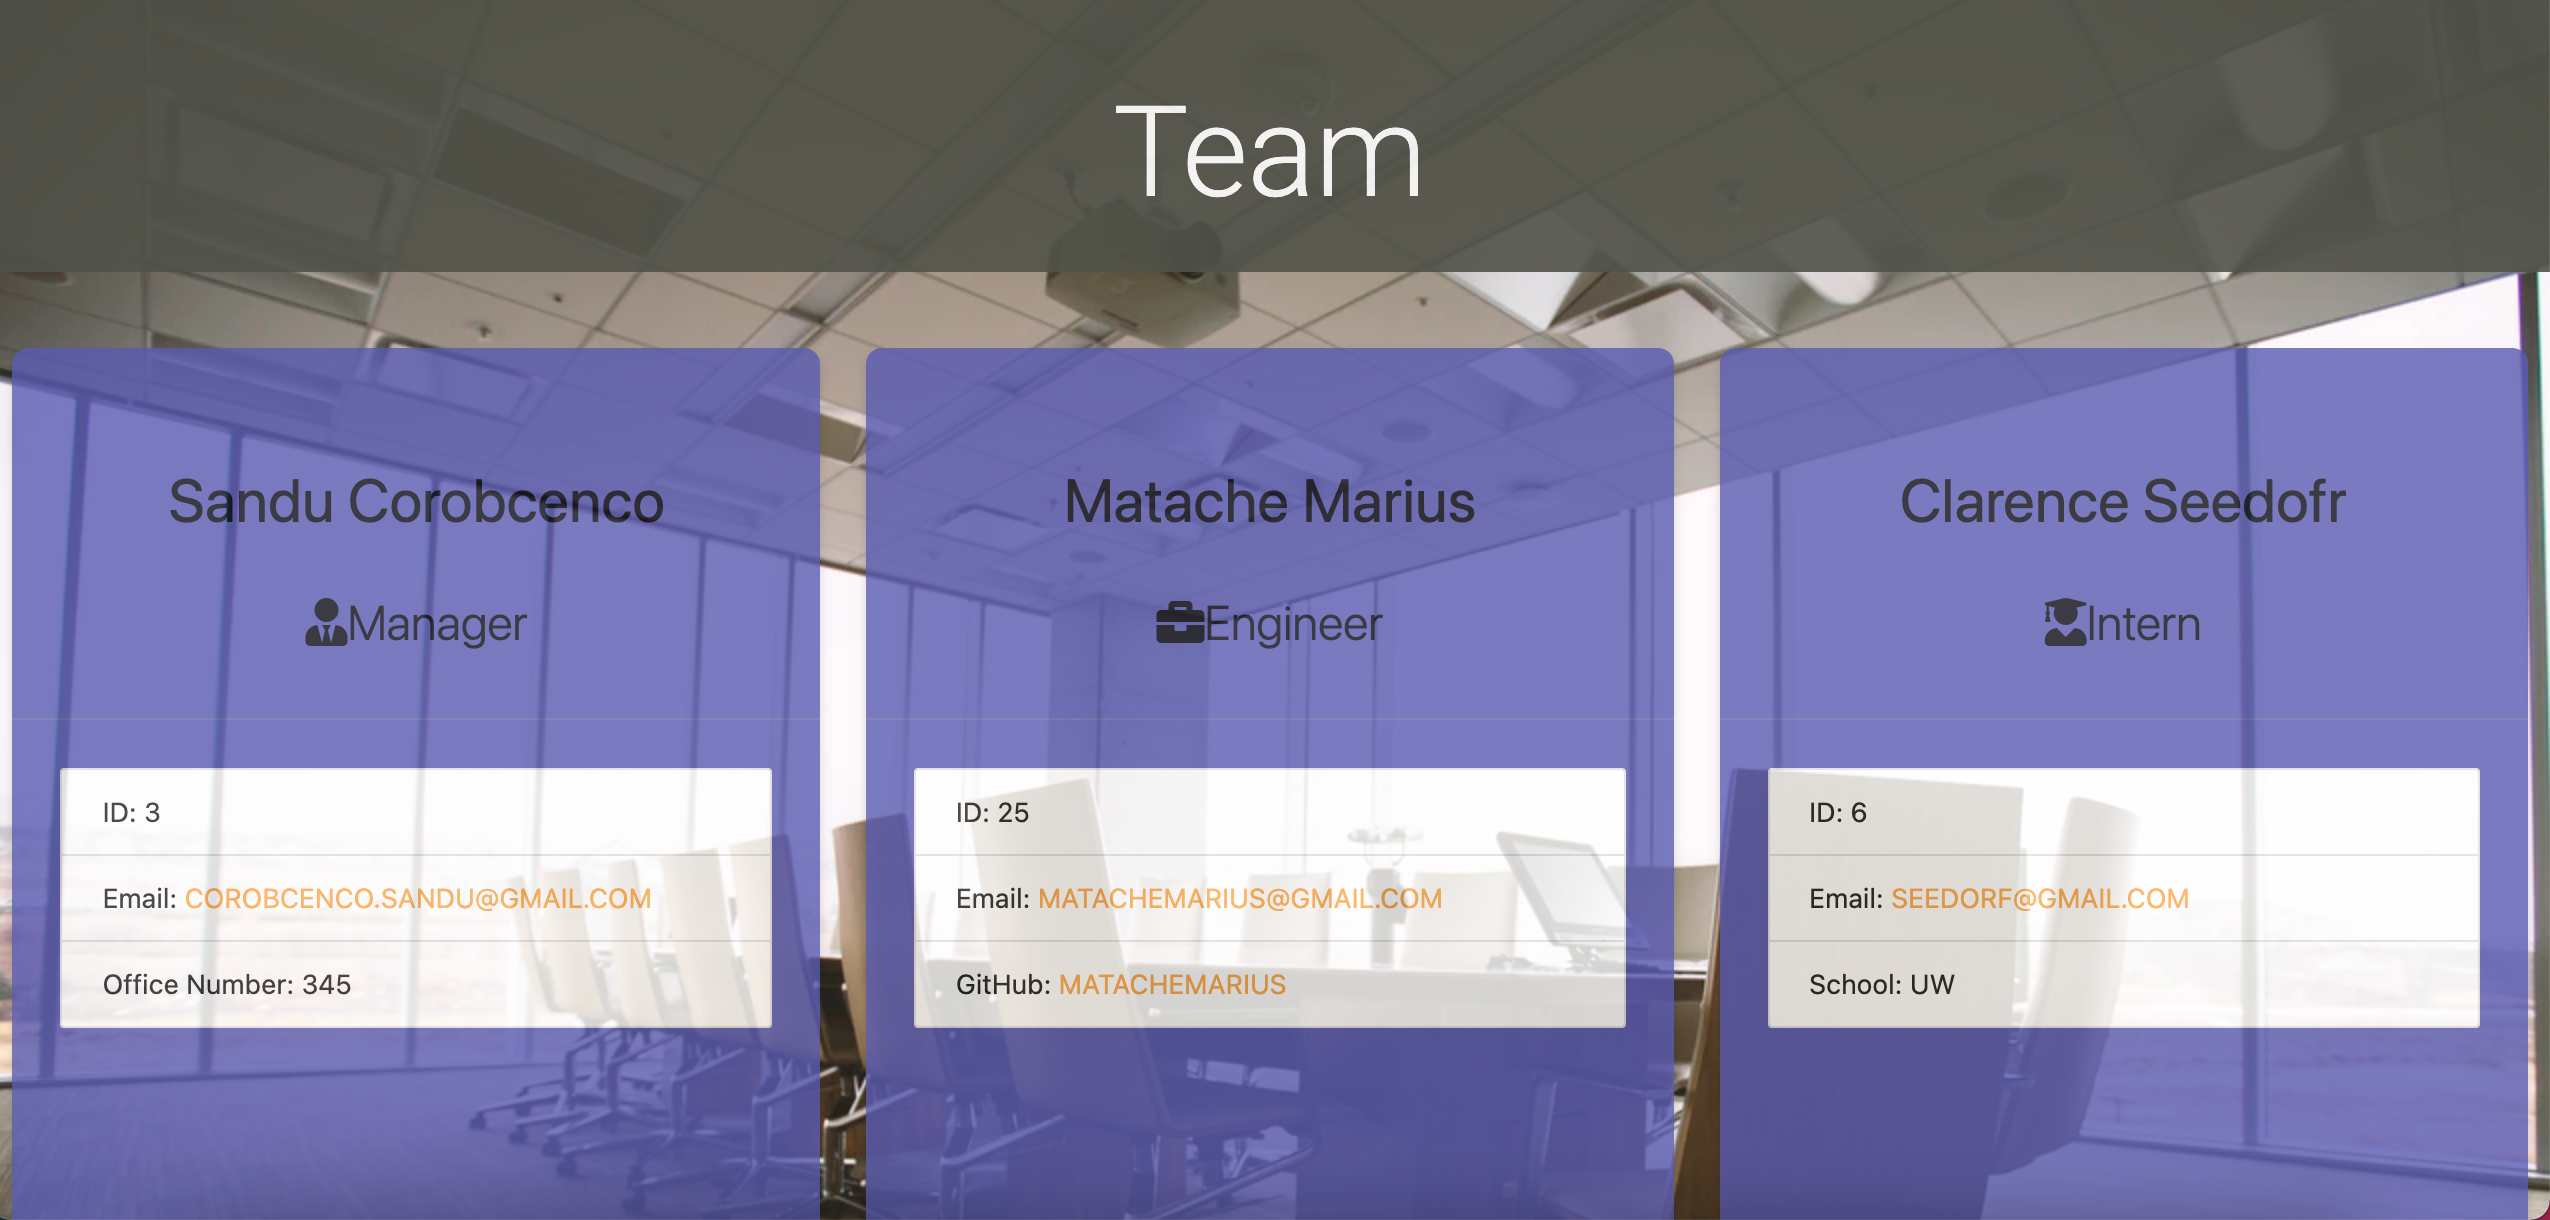 Team
Sandu Corobcenco
Manager
ID: 3
Email: COROBCENCO.SANDU@GMAIL.COM
Office Number: 345
Matache Marius
Engineer
ID: 25
Email: MATACHEMARIUS@GMAIL.COM
GitHub: MATACHEMARIUS
Clarence Seedofr
Intern
ID: 6
Email: SEEDORF@GMAIL.COM
School: UW